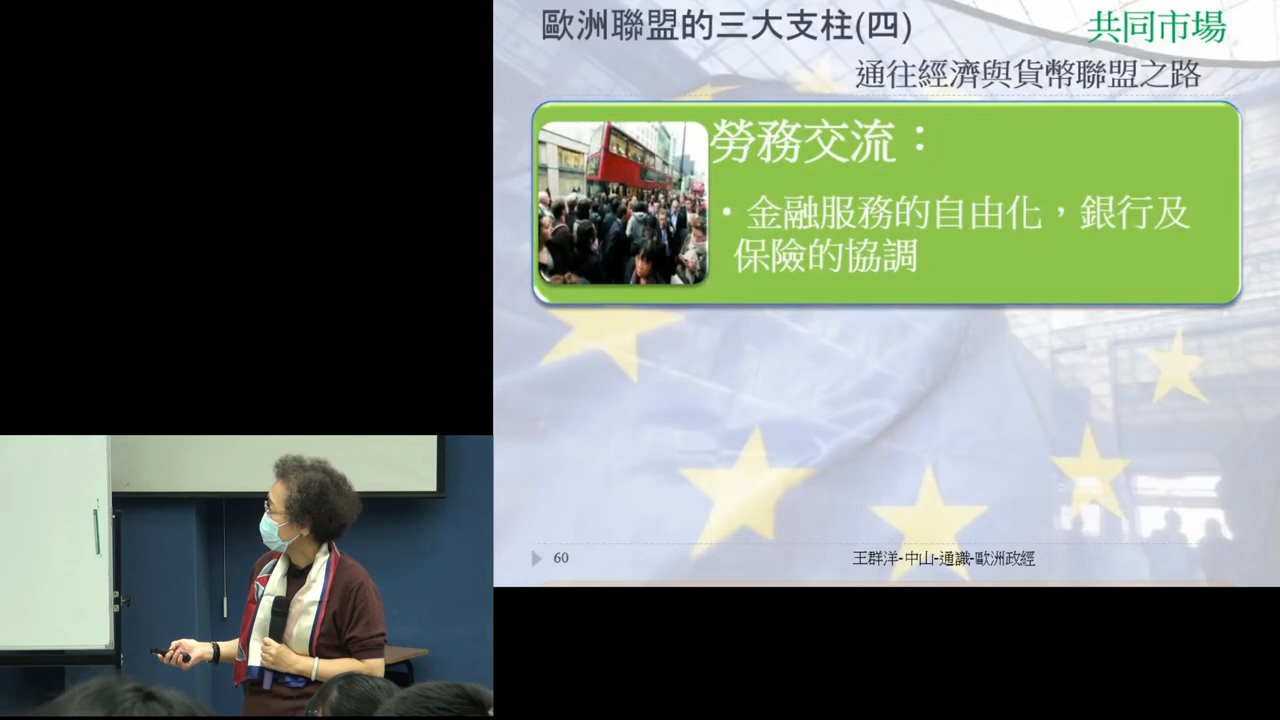 歐洲聯盟的三大支柱(四)
共同市場
通往經濟與貨幣聯盟之路
勞務交流：
•金融服務的自由化，銀行及
保險的協調
60
王群洋-中山-通識-歐洲政經